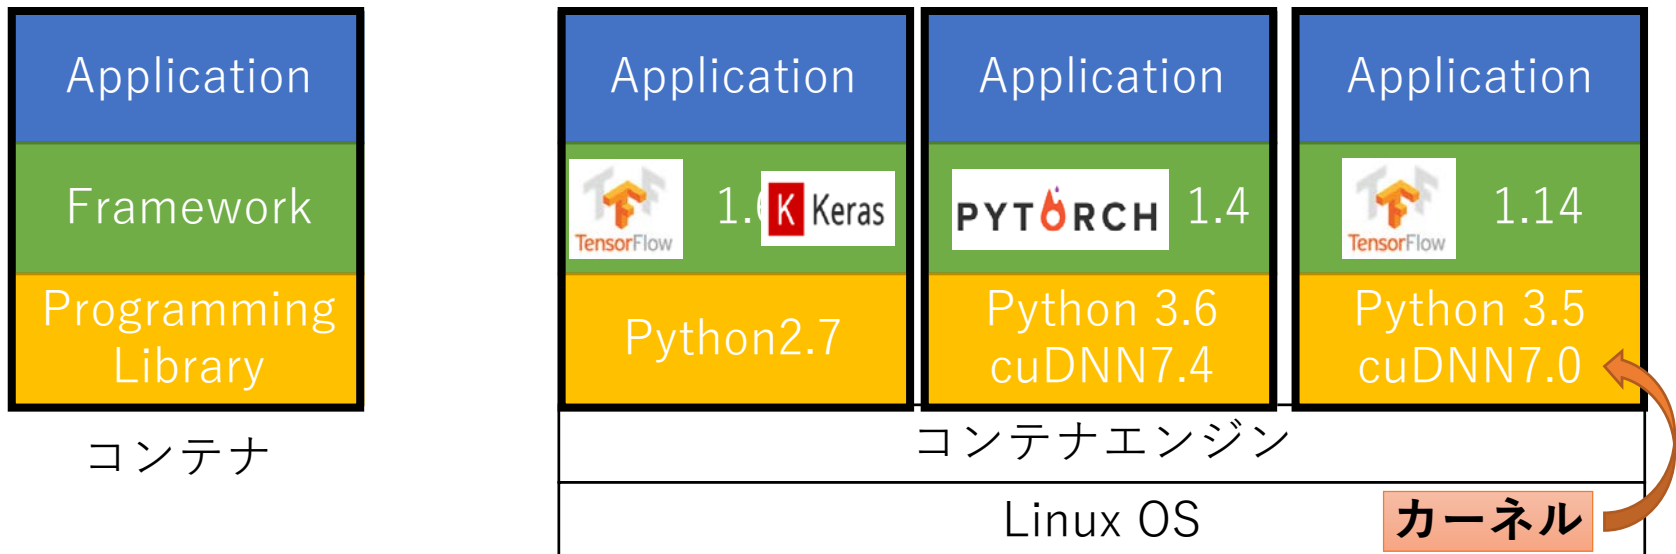 Application
Framework
Programming
Library
コンテナ
Application
Application
Application
TensorFlow
1.
K Keras
PYTORCH
1.4
TensorFlow
1.14
Python2.7
Python 3.6
cuDNN7.4
Python 3.5
cuDNN7.0
コンテナエンジン
Linux OS
カーネル